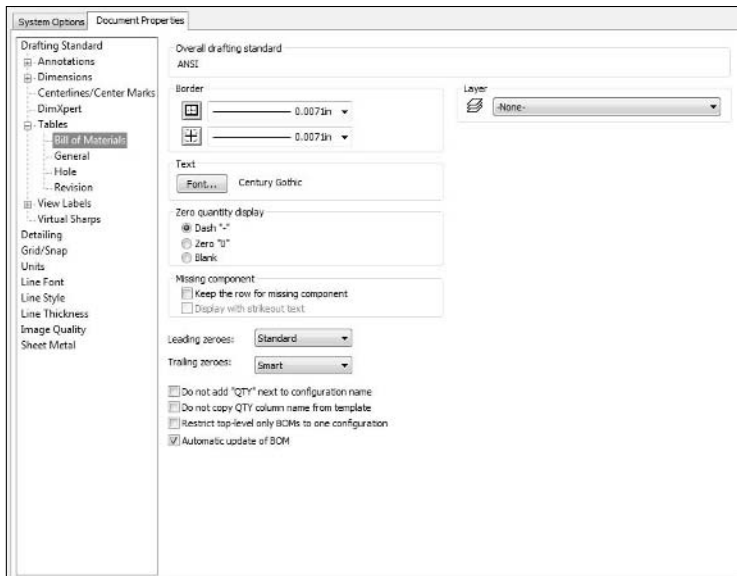 System Options
Document Properties
Drafting Standard
Annotations
Dimensions
Centerlines/Center Marks
DimXpert
Tables
Bill of Materials
General
Hole
Revision
View Labels
Virtual Sharps
Detailing
Grid/Snap
Units
Line Font
Line Style
Line Thickness
Image Quality
Sheet Metal
Overall drafting standard
ANSI
Border
0.0071in
0.0071in
Layer
-None-
Text
Font...
Century Gothic
Zero quantity display
Dash "-"
Zero "0"
Blank
Missing component
Keep the row for missing component
Display with strikeout text
Leading zeroes:
Standard
Trailing zeroes:
Smart
Do not add "QTY" next to configuration name
Do not copy QTY column name from template
Restrict top-level only BOMs to one configuration
Automatic update of BOM